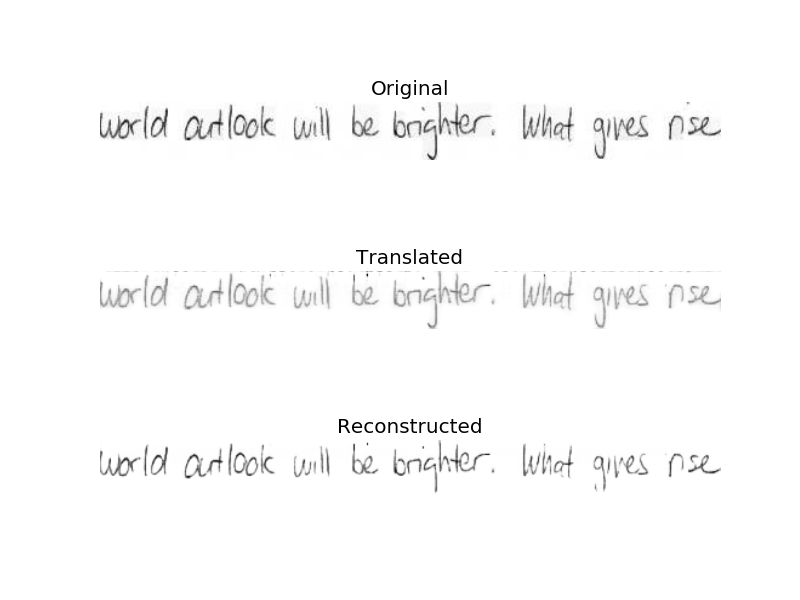 Original
world outlook will be brighter. What gives rise
Translated
world outlook will be brighter. What gives rise
Reconstructed
world outlook will be brighter. What gives rise